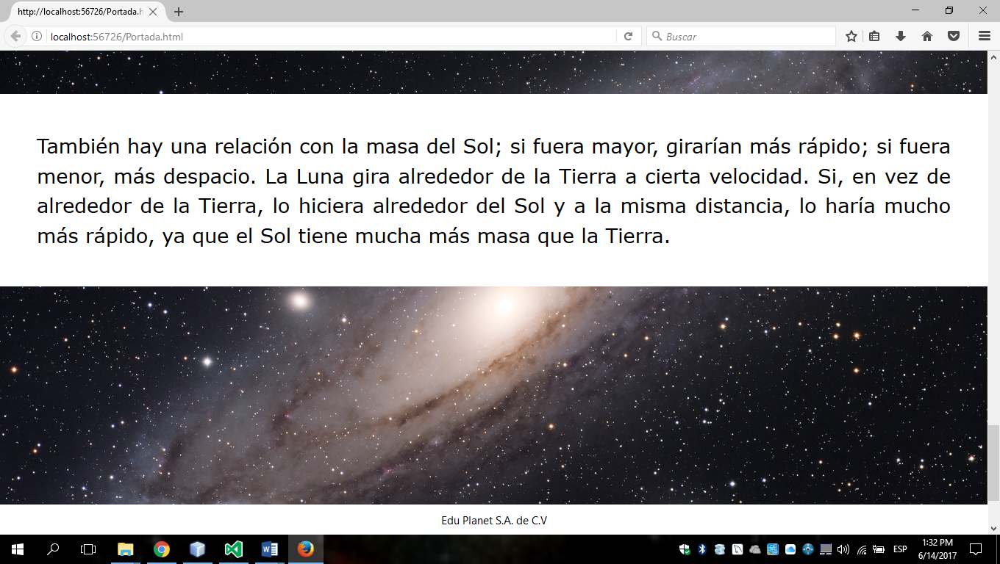 http://localhost:56726/Portada.h
localhost:56726/Portada.html
Buscar
También hay una relación con la masa del Sol; si fuera mayor, girarían más rápido; si fuera
menor, más despacio. La Luna gira alrededor de la Tierra a cierta velocidad. Si, en vez de
alrededor de la Tierra, lo hiciera alrededor del Sol y a la misma distancia, lo haría mucho
más rápido, ya que el Sol tiene mucha más masa que la Tierra.
Edu Planet S.A. de C.V
ESP
1:32 PM
6/14/2017